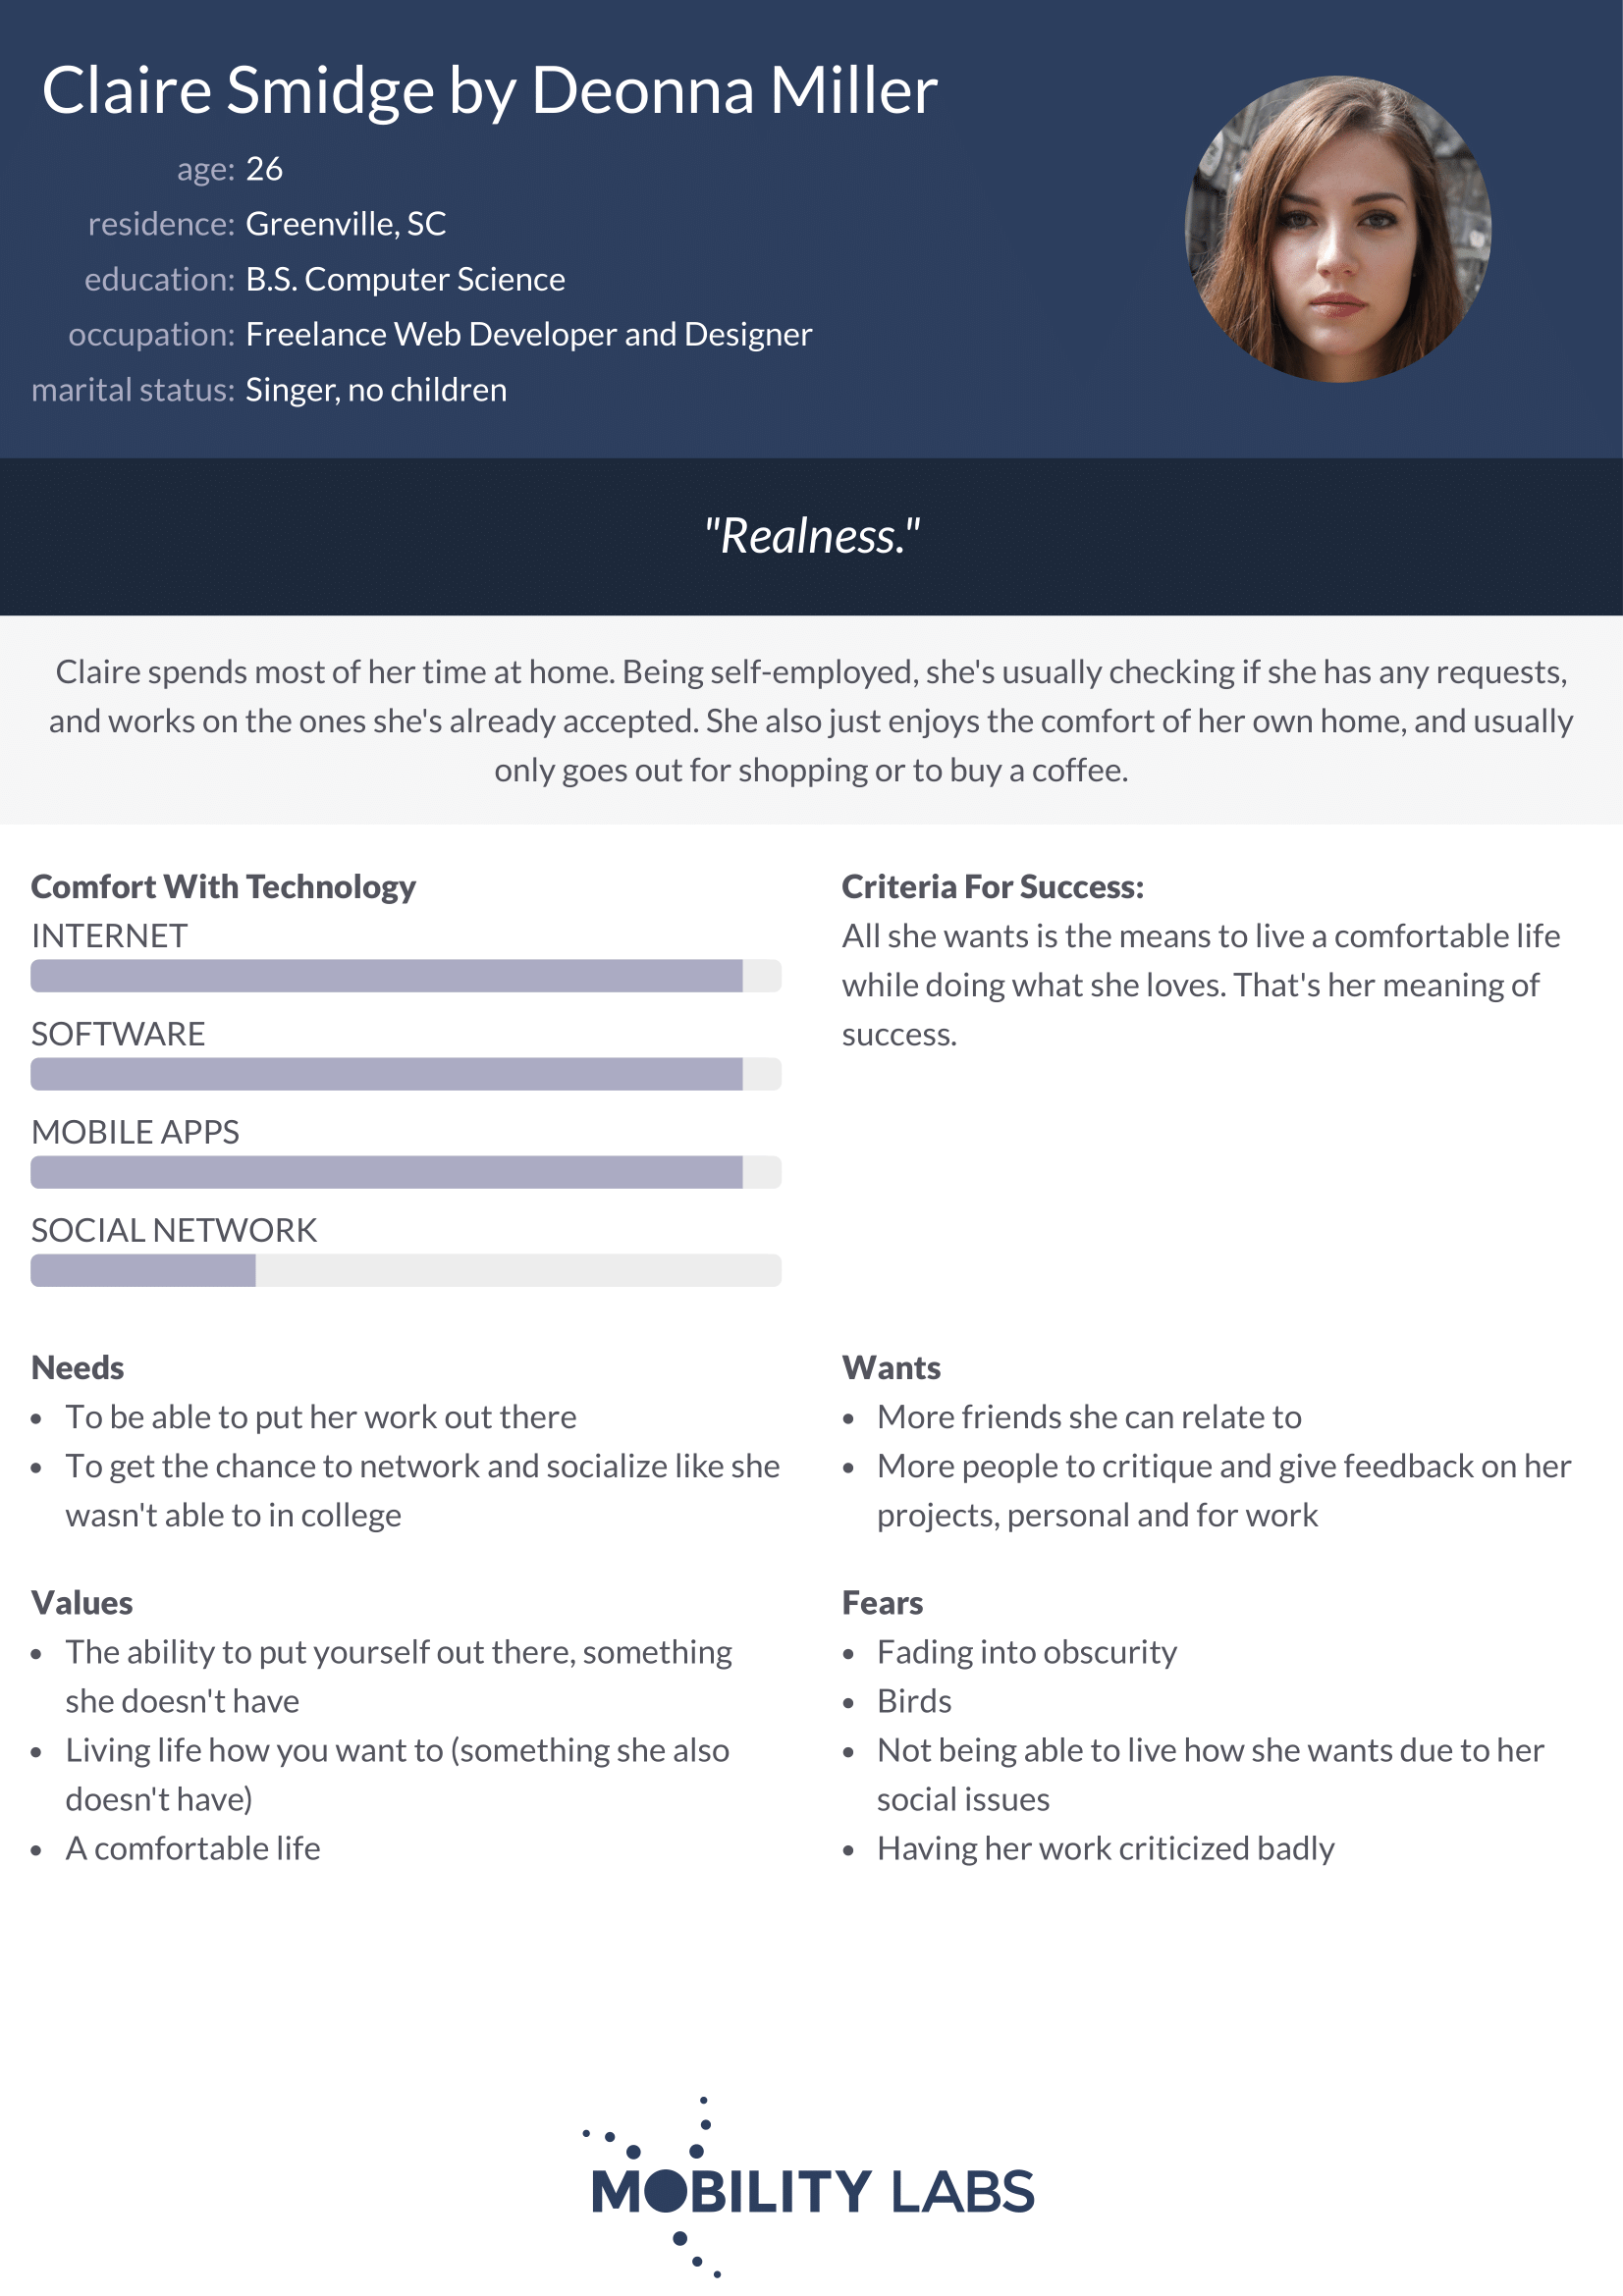 Claire Smidge by Deonna Miller
age: 26
residence: Greenville, SC
education: B.S. Computer Science
occupation: Freelance Web Developer and Designer
marital status: Singer, no children
"Realness."
Claire spends most of her time at home. Being self-employed, she's usually checking if she has any requests,
and works on the ones she's already accepted. She also just enjoys the comfort of her own home, and usually
only goes out for shopping or to buy a coffee.
Comfort With Technology
INTERNET
SOFTWARE
MOBILE APPS
SOCIAL NETWORK
Criteria For Success:
All she wants is the means to live a comfortable life
while doing what she loves. That's her meaning of
success.
Needs
• To be able to put her work out there
• To get the chance to network and socialize like she
wasn't able to in college
Wants
• More friends she can relate to
• More people to critique and give feedback on her
projects, personal and for work
Values
• The ability to put yourself out there, something
she doesn't have
• Living life how you want to (something she also
doesn't have)
• A comfortable life
Fears
• Fading into obscurity
• Birds
• Not being able to live how she wants due to her
social issues
• Having her work criticized badly
MOBILITY LABS